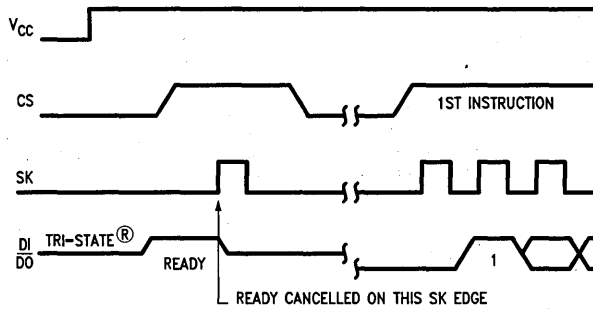 VCC
CS
1ST INSTRUCTION
SK
DI
DO
TRI-STATE®
READY
1
READY CANCELLED ON THIS SK EDGE